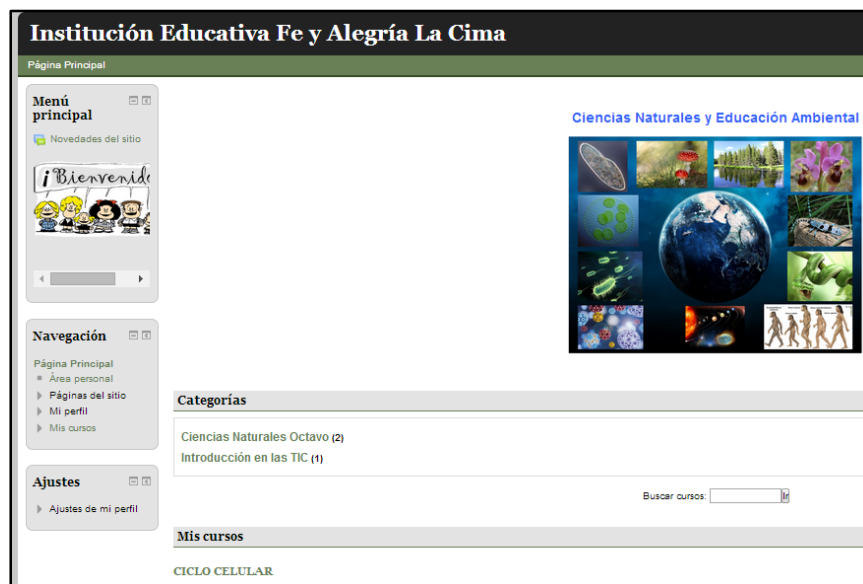 Institución Educativa Fe y Alegría La Cima
Página Principal
Menú
principal
Novedades del sitio
¡Bienvenid
Navegación
Página Principal
Área personal
Páginas del sitio
Mi perfil
Mis cursos
Ajustes
Ajustes de mi perfil
Ciencias Naturales y Educación Ambiental
Categorías
Ciencias Naturales Octavo (2)
Introducción en las TIC (1)
Buscar cursos: Ir
Mis cursos
CICLO CELULAR